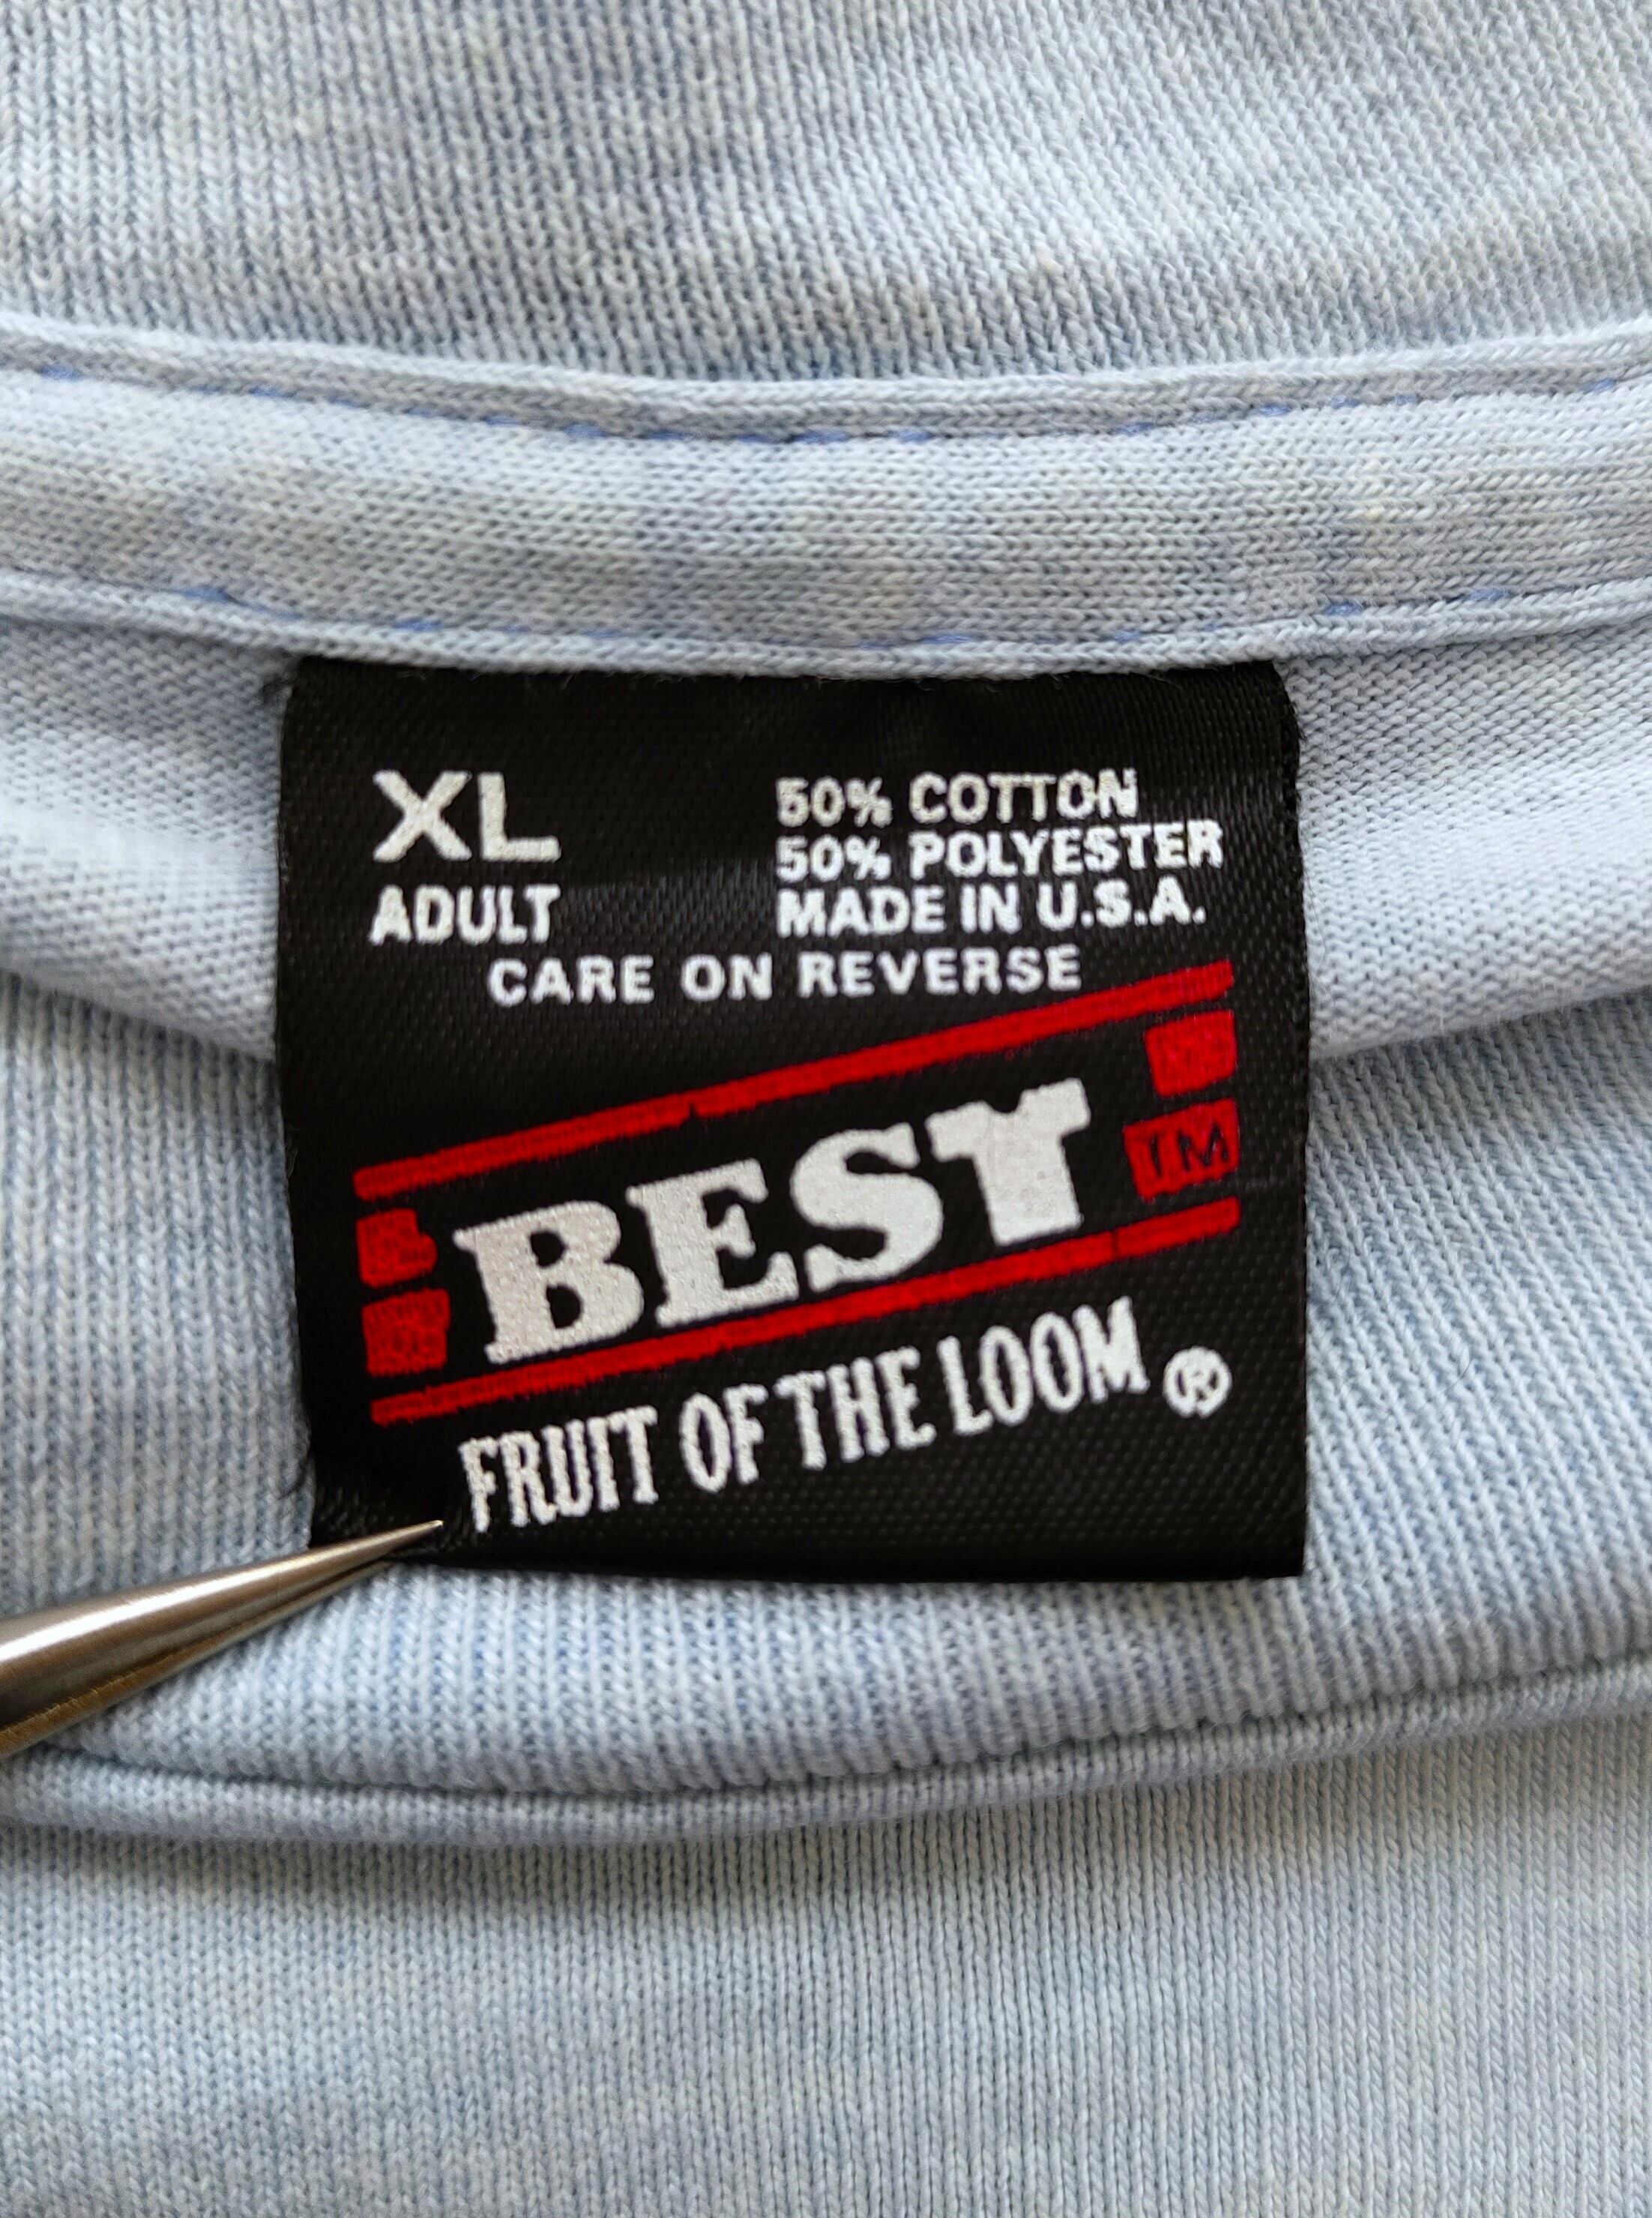 XL
ADULT
50% COTTON
50% POLYESTER
MADE IN U.S.A.
CARE ON REVERSE
BEST TM
FRUIT OF THE LOOM ®